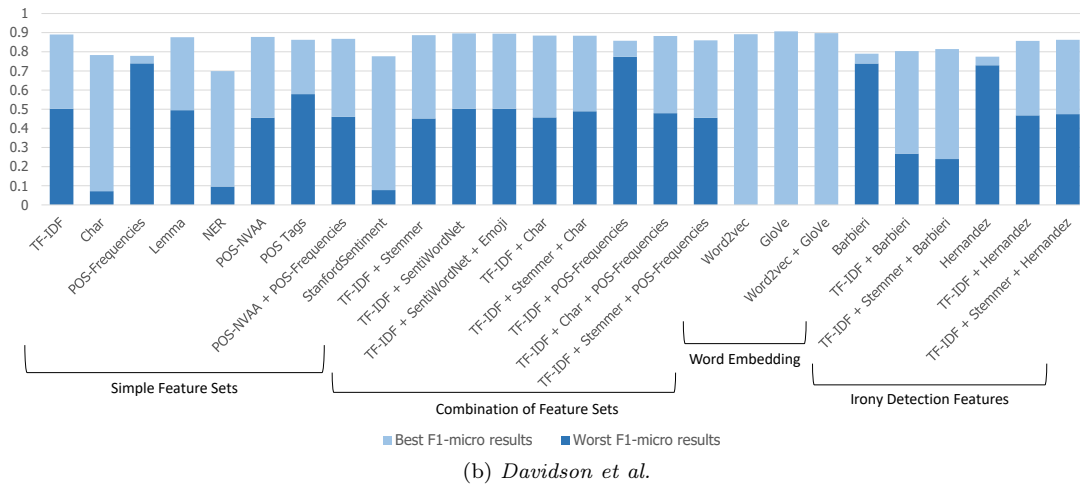 1
0.9
0.8
0.7
0.6
0.5
0.4
0.3
0.2
0.1
0
TF-IDF
Char
POS-Frequencies
Lemma
NER
POS-NVAA
POS Tags
POS-NVAA + POS-Frequencies
StanfordSentiment
TF-IDF + Stemmer
TF-IDF + SentiWordNet
TF-IDF + SentiWordNet + Emoji
TF-IDF + Char
TF-IDF + Stemmer + Char
TF-IDF + POS-Frequencies
TF-IDF + Char + POS-Frequencies
TF-IDF + Stemmer + POS-Frequencies
Word2vec
GloVe
Word2vec + GloVe
Barbieri
TF-IDF + Barbieri
TF-IDF + Stemmer + Barbieri
Hernandez
TF-IDF + Hernandez
TF-IDF + Stemmer + Hernandez
Simple Feature Sets
Combination of Feature Sets
Word Embedding
Irony Detection Features
Best F1-micro results
Worst F1-micro results
(b) Davidson et al.